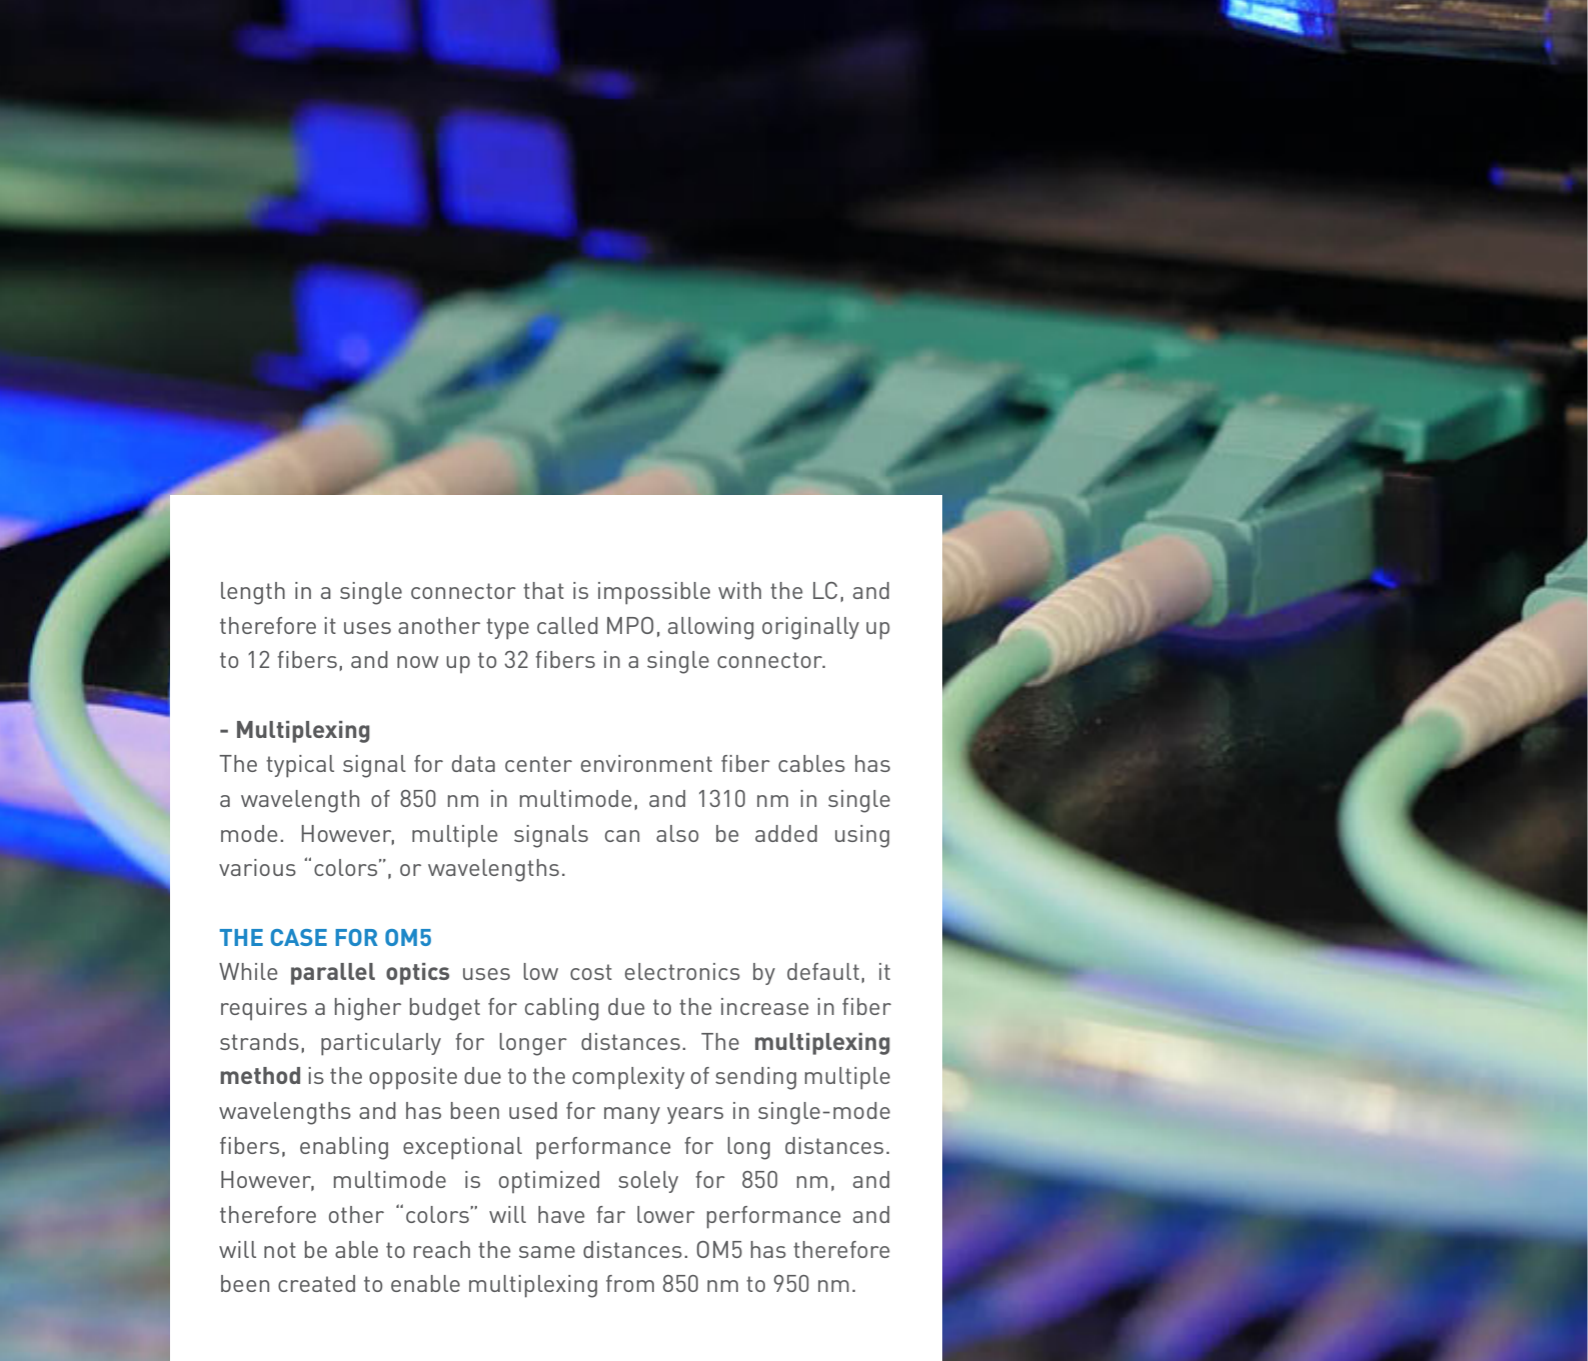 length in a single connector that is impossible with the LC, and
therefore it uses another type called MPO, allowing originally up
to 12 fibers, and now up to 32 fibers in a single connector.
- Multiplexing
The typical signal for data center environment fiber cables has
a wavelength of 850 nm in multimode, and 1310 nm in single
mode. However, multiple signals can also be added using
various “colors”, or wavelengths.
THE CASE FOR OM5
While parallel optics uses low cost electronics by default, it
requires a higher budget for cabling due to the increase in fiber
strands, particularly for longer distances. The multiplexing
method is the opposite due to the complexity of sending multiple
wavelengths and has been used for many years in single-mode
fibers, enabling exceptional performance for long distances.
However, multimode is optimized solely for 850 nm, and
therefore other “colors” will have far lower performance and
will not be able to reach the same distances. OM5 has therefore
been created to enable multiplexing from 850 nm to 950 nm.